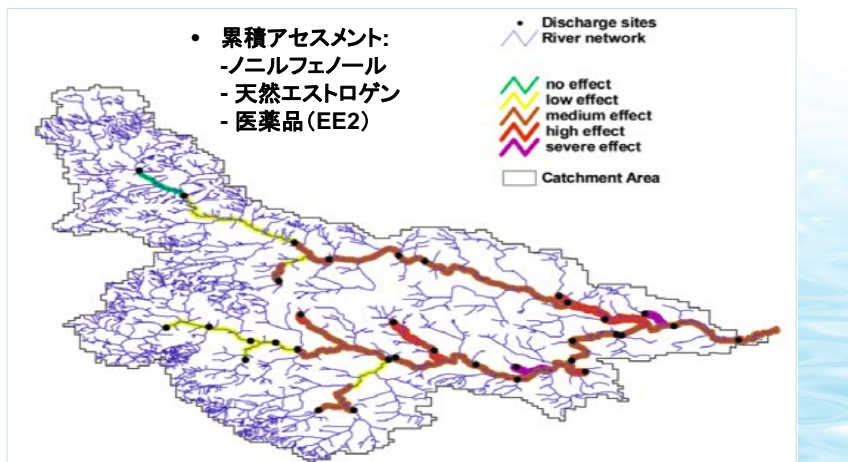 • 累積アセスメント:
-ノニルフェノール
- 天然エストロゲン
- 医薬品(EE2)
Discharge sites
River network
no effect
low effect
medium effect
high effect
severe effect
Catchment Area